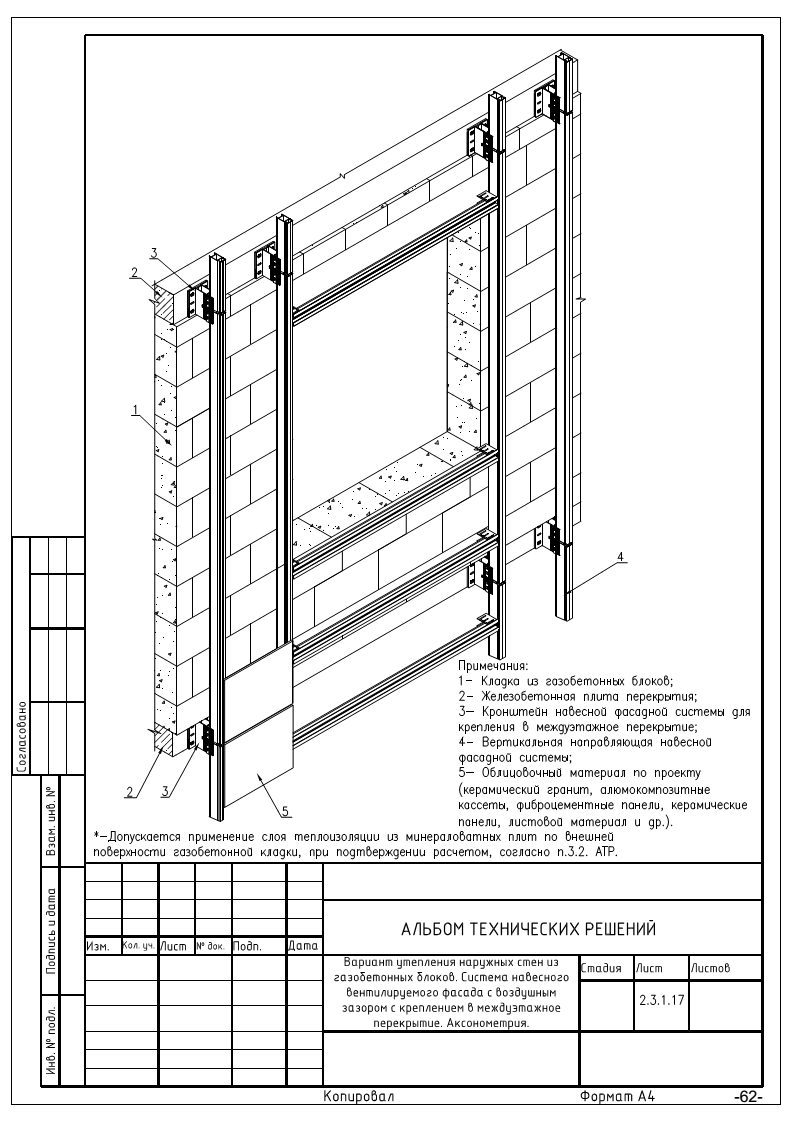 3
2
1
4
2
3
5
Примечания:
1– Кладка из газобетонных блоков;
2– Железобетонная плита перекрытия;
3– Кронштейн навесной фасадной системы для
крепления в междуэтажное перекрытие;
4– Вертикальная направляющая навесной
фасадной системы;
5– Облицовочный материал по проекту
(керамический гранит, алюмокомпозитные
кассеты, фиброцементные панели, керамические
панели, листовой материал и др.).
*–Допускается применение слоя теплоизоляции из минераловатных плит по внешней
поверхности газобетонной кладки, при подтверждении расчетом, согласно п.3.2. АТР.
Согласовано
Взам. инв. №
Подпись и дата
Инв. № подл.
АЛЬБОМ ТЕХНИЧЕСКИХ РЕШЕНИЙ
Изм. Кол. уч. Лист № док. Подп. Дата
Вариант утепления наружных стен из
газобетонных блоков. Система навесного
вентилируемого фасада с воздушным
зазором с креплением в междуэтажное
перекрытие. Аксонометрия.
Стадия Лист Листов
2.3.1.17
Копировал Формат А4 -62-